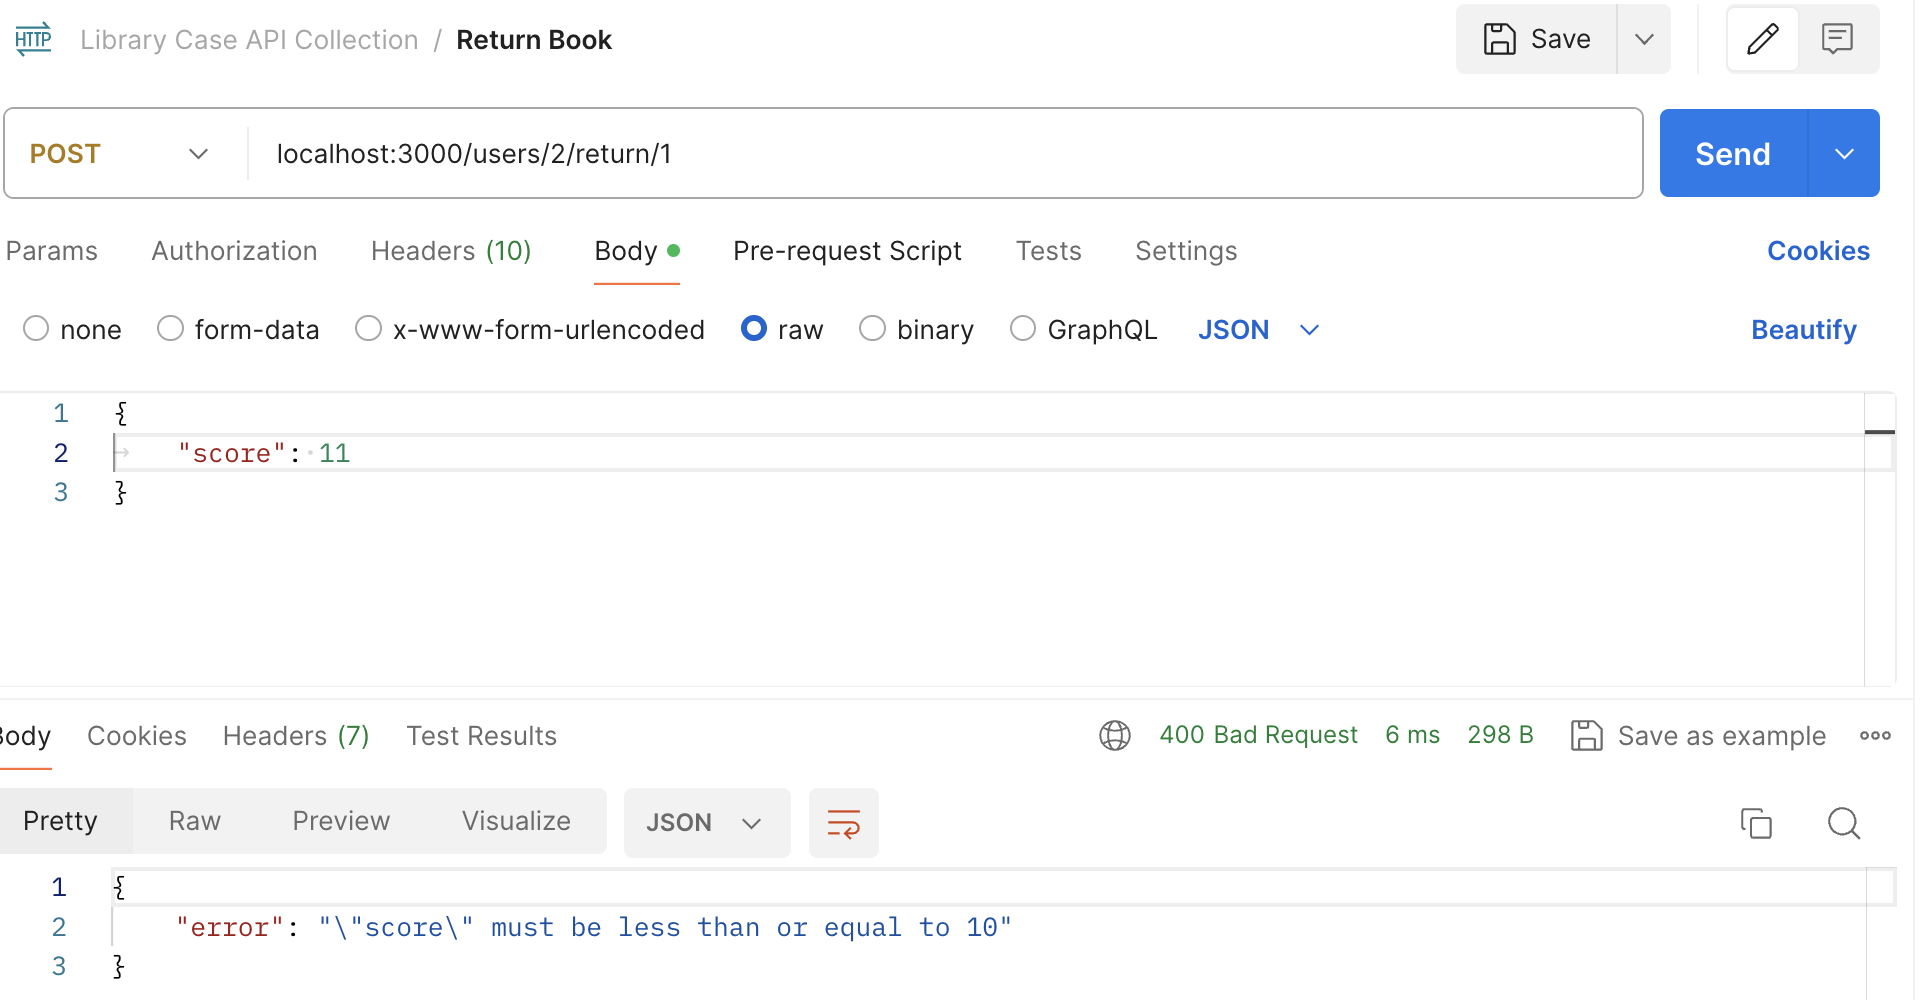 HTTP Library Case API Collection / Return Book Save
POST localhost:3000/users/2/return/1 Send
Params Authorization Headers (10) Body Pre-request Script Tests Settings Cookies
none form-data x-www-form-urlencoded raw binary GraphQL JSON Beautify
1 {
2 "score": 11
3 }
Body Cookies Headers (7) Test Results 400 Bad Request 6 ms 298 B Save as example
Pretty Raw Preview Visualize JSON
1 {
2 "error": "\"score\" must be less than or equal to 10"
3 }